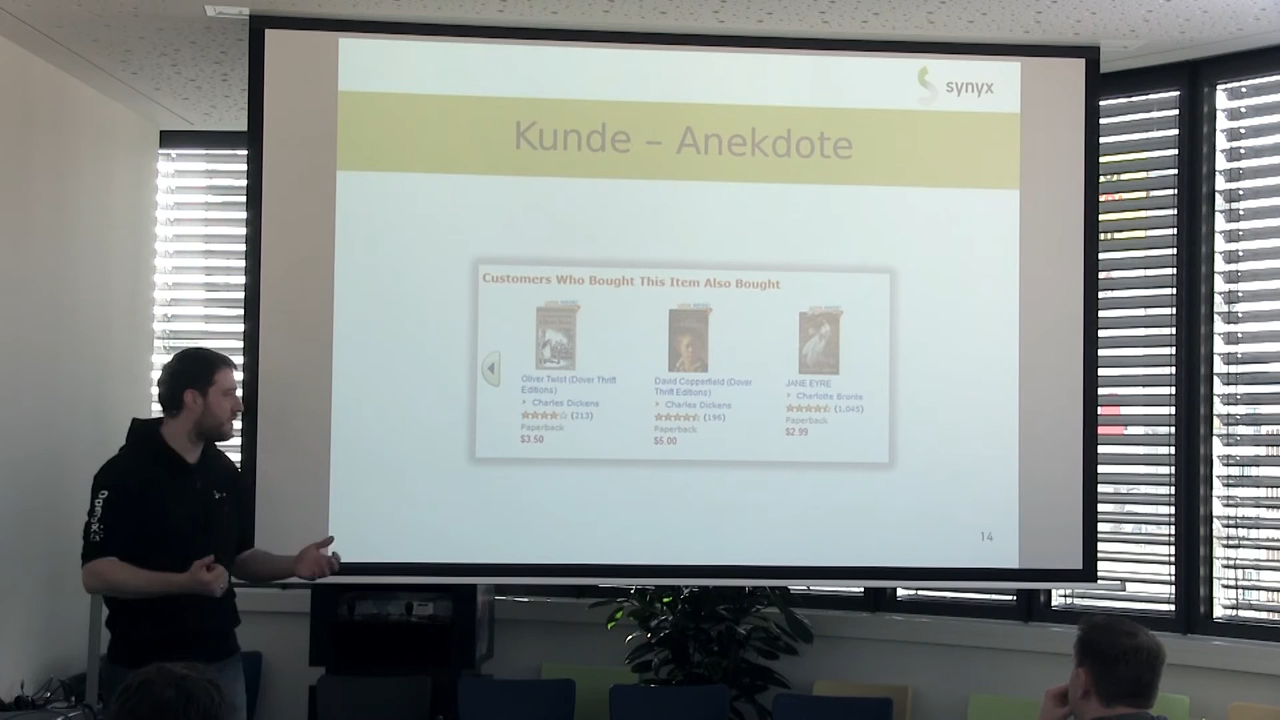 synyx
Kunde – Anekdote
Customers Who Bought This Item Also Bought
Oliver Twist (Dover Thrift
Editions)
Charles Dickens
(213)
Paperback
$3.50
David Copperfield (Dover
Thrift Editions)
Charles Dickens
(196)
Paperback
$5.00
JANE EYRE
Charlotte Bronte
(1,045)
Paperback
$2.99
14